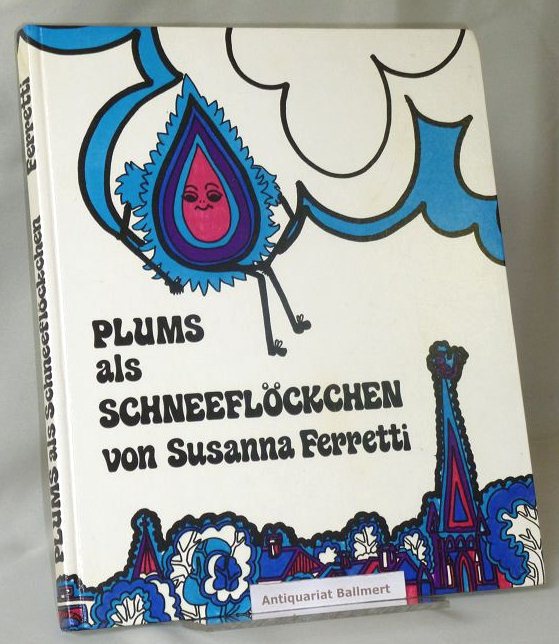 PLUMS als Schneeflöckchen Ferretti
PLUMS
als
SCHNEEFLÖCKCHEN
von Susanna Ferretti
Antiquariat Ballmert